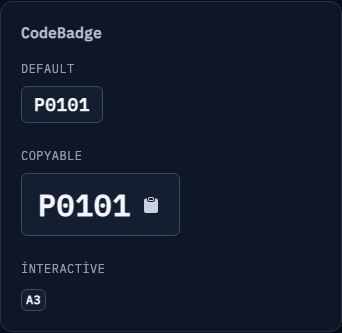 CodeBadge
DEFAULT
P0101
COPYABLE
P0101
İNTERACTİVE
A3